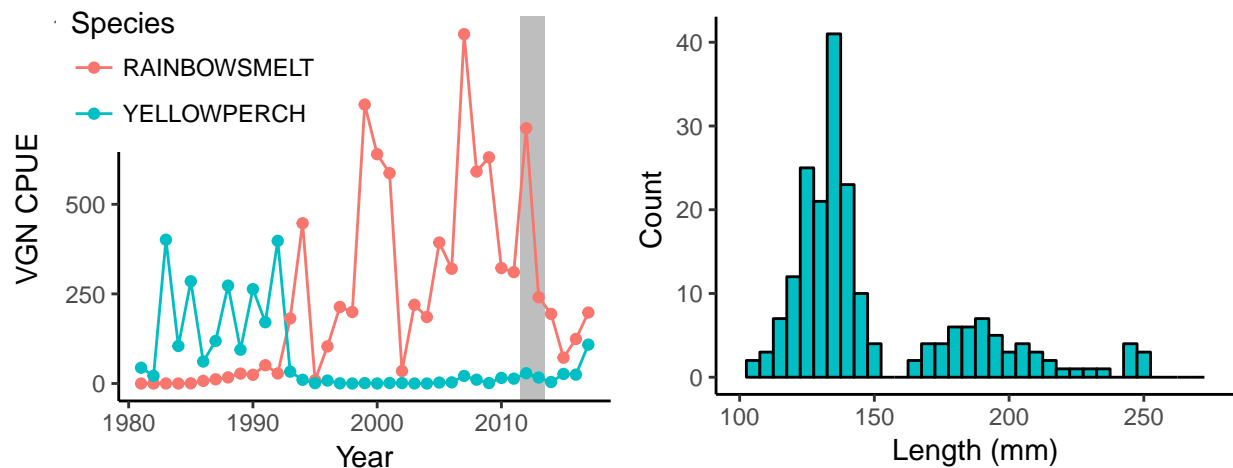 Species
RAINBOWSMELT
YELLOWPERCH
VGN CPUE
500
250
0
1980
1990
2000
2010
Year
Count
40
30
20
10
0
100
150
200
250
Length (mm)